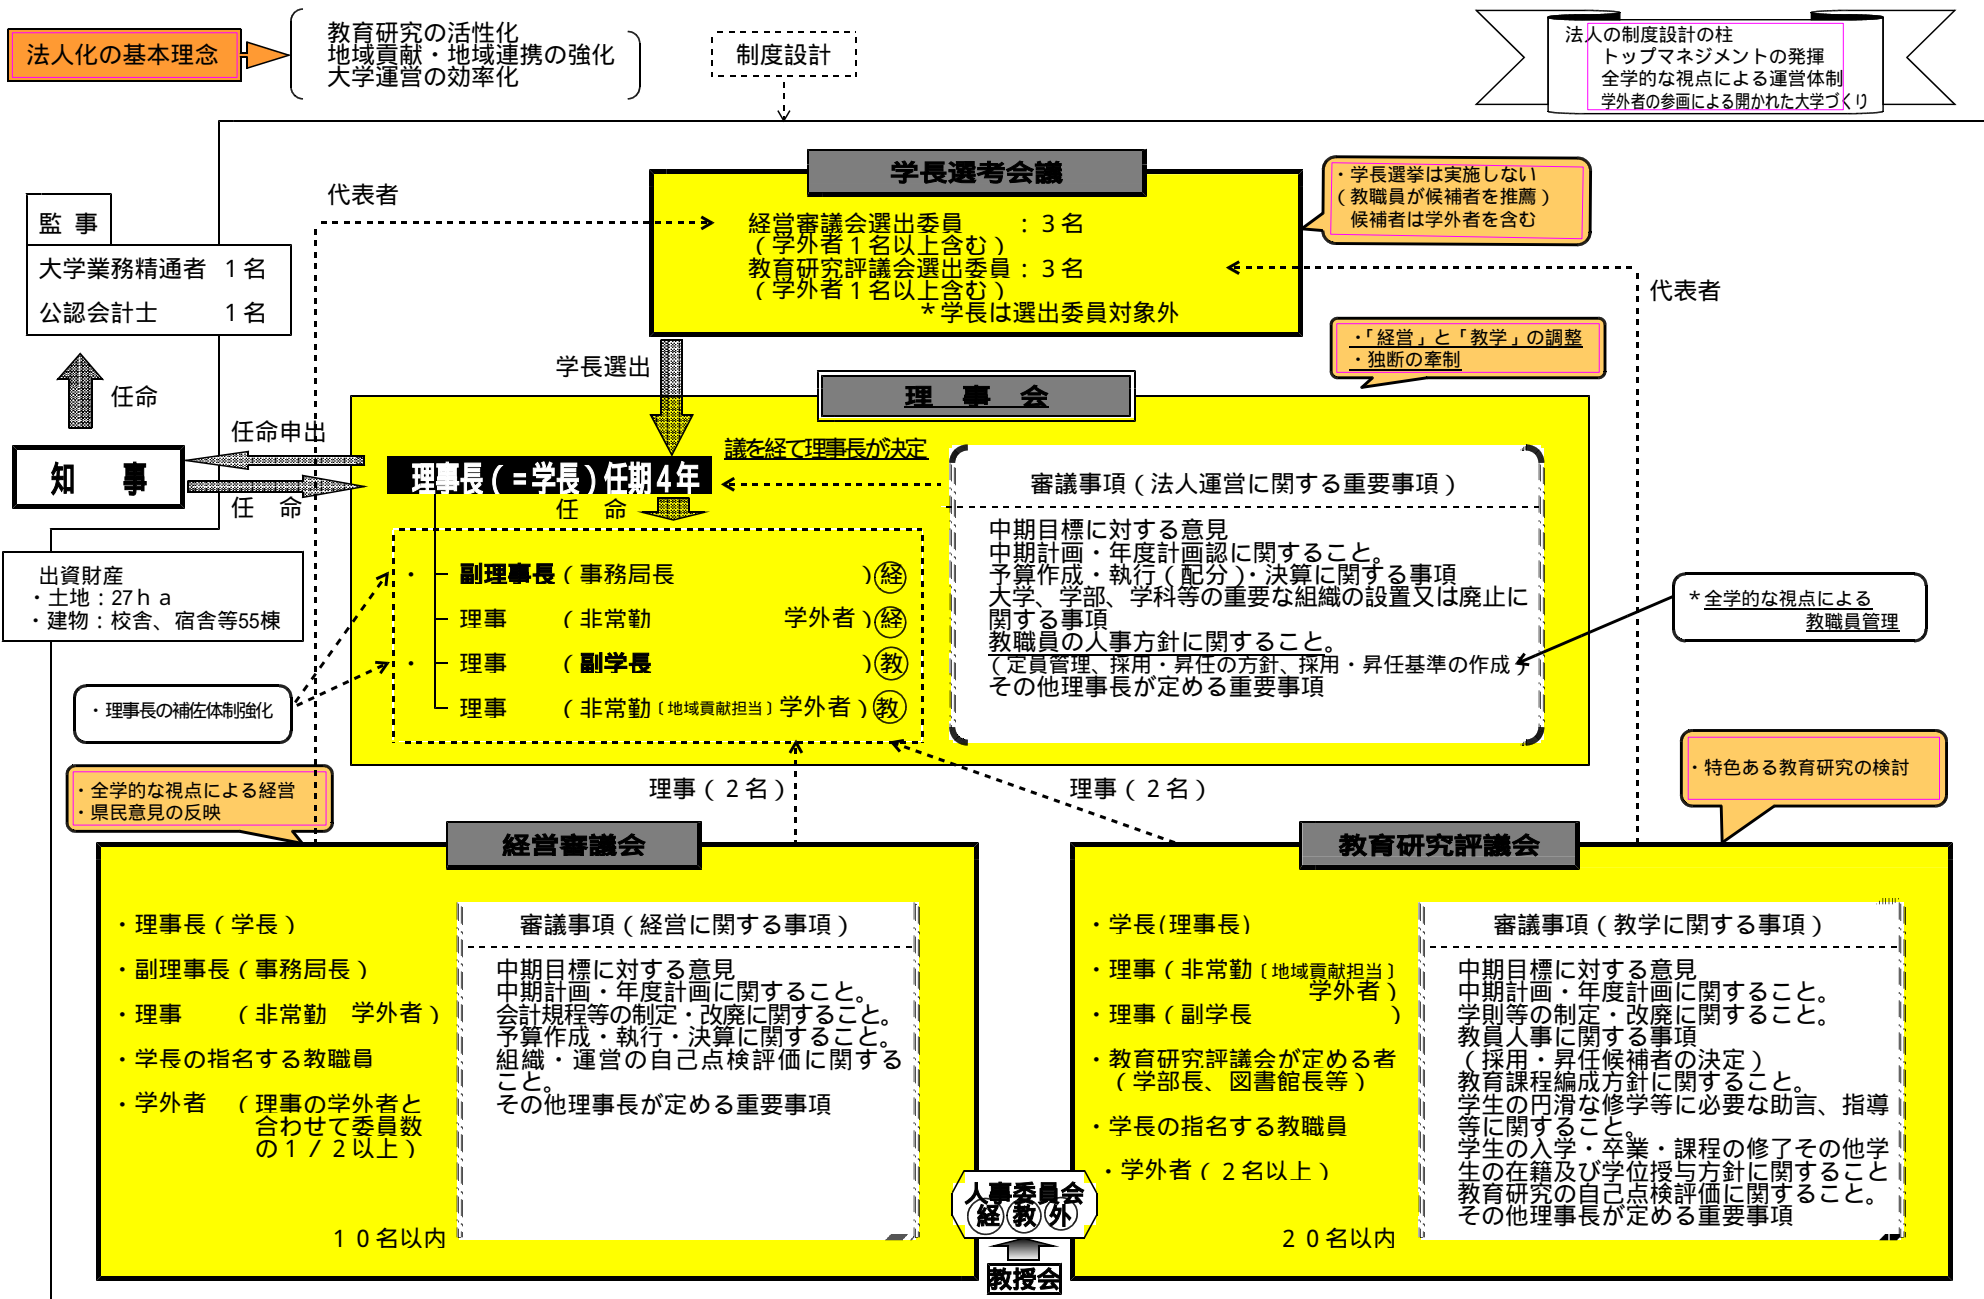 法人化の基本理念
教育研究の活性化
地域貢献・地域連携の強化
大学運営の効率化
制度設計
法人の制度設計の柱
トップマネジメントの発揮
全学的な視点による運営体制
学外者の参画による開かれた大学づくり
学長選考会議
経営審議会選出委員 : 3名
(学外者1名以上含む)
教育研究評議会選出委員: 3名
(学外者1名以上含む)
*学長は選出委員対象外
・学長選挙は実施しない
(教職員が候補者を推薦)
候補者は学外者を含む
代表者
代表者
監 事
大学業務精通者 1名
公認会計士 1名
任命
知 事
任命申出
任 命
学長選出
・「経営」と「教学」の調整
・独断の牽制
理 事 会
理事長(=学長)任期4年
議を経て理事長が決定
任 命
・ 副理事長(事務局長 )経
理事 (非常勤 学外者)経
・ 理事 (副学長 )教
理事 (非常勤〔地域貢献担当〕学外者)教
審議事項(法人運営に関する重要事項)
中期目標に対する意見
中期計画・年度計画認に関すること。
予算作成・執行(配分)・決算に関する事項
大学、学部、学科等の重要な組織の設置又は廃止に
関する事項
教職員の人事方針に関すること。
(定員管理、採用・昇任の方針、採用・昇任基準の作成)
その他理事長が定める重要事項
*全学的な視点による
教職員管理
出資財産
・土地:27ha
・建物:校舎、宿舎等55棟
・理事長の補佐体制強化
・全学的な視点による経営
・県民意見の反映
理事(2名)
理事(2名)
・特色ある教育研究の検討
経営審議会
・理事長(学長)
・副理事長(事務局長)
・理事 (非常勤 学外者)
・学長の指名する教職員
・学外者 (理事の学外者と
合わせて委員数
の1/2以上)
10名以内
審議事項(経営に関する事項)
中期目標に対する意見
中期計画・年度計画に関すること。
会計規程等の制定・改廃に関すること。
予算作成・執行・決算に関すること。
組織・運営の自己点検評価に関する
こと。
その他理事長が定める重要事項
人事委員会
経 教 外
教授会
教育研究評議会
・学長(理事長)
・理事(非常勤〔地域貢献担当〕
学外者)
・理事(副学長 )
・教育研究評議会が定める者
(学部長、図書館長等)
・学長の指名する教職員
・学外者(2名以上)
20名以内
審議事項(教学に関する事項)
中期目標に対する意見
中期計画・年度計画に関すること。
学則等の制定・改廃に関すること。
教員人事に関する事項
(採用・昇任候補者の決定)
教育課程編成方針に関すること。
学生の円滑な修学等に必要な助言、指導
等に関すること。
学生の入学・卒業・課程の修了その他学
生の在籍及び学位授与方針に関すること
教育研究の自己点検評価に関すること。
その他理事長が定める重要事項